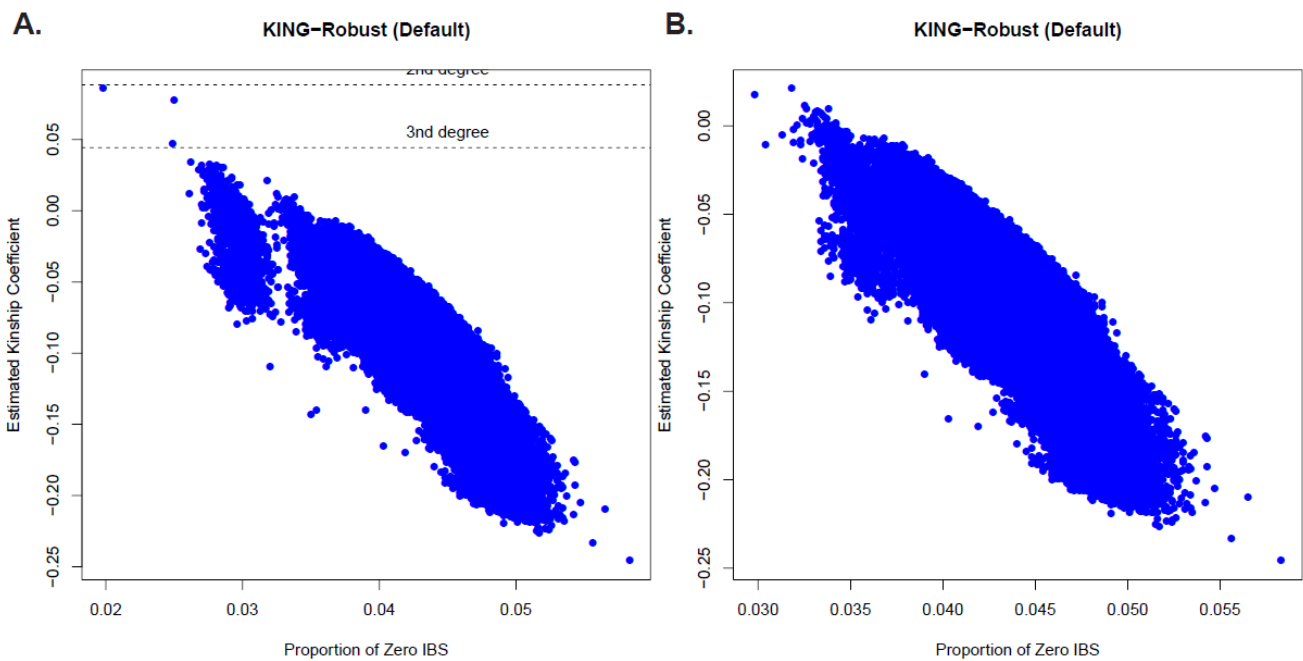 A.
KING−Robust (Default)
2nd degree
3nd degree
0.05
0.00
−0.05
−0.10
−0.15
−0.20
−0.25
Estimated Kinship Coefficient
0.02
0.03
0.04
0.05
Proportion of Zero IBS
B.
KING−Robust (Default)
0.00
−0.05
−0.10
−0.15
−0.20
−0.25
Estimated Kinship Coefficient
0.030
0.035
0.040
0.045
0.050
0.055
Proportion of Zero IBS